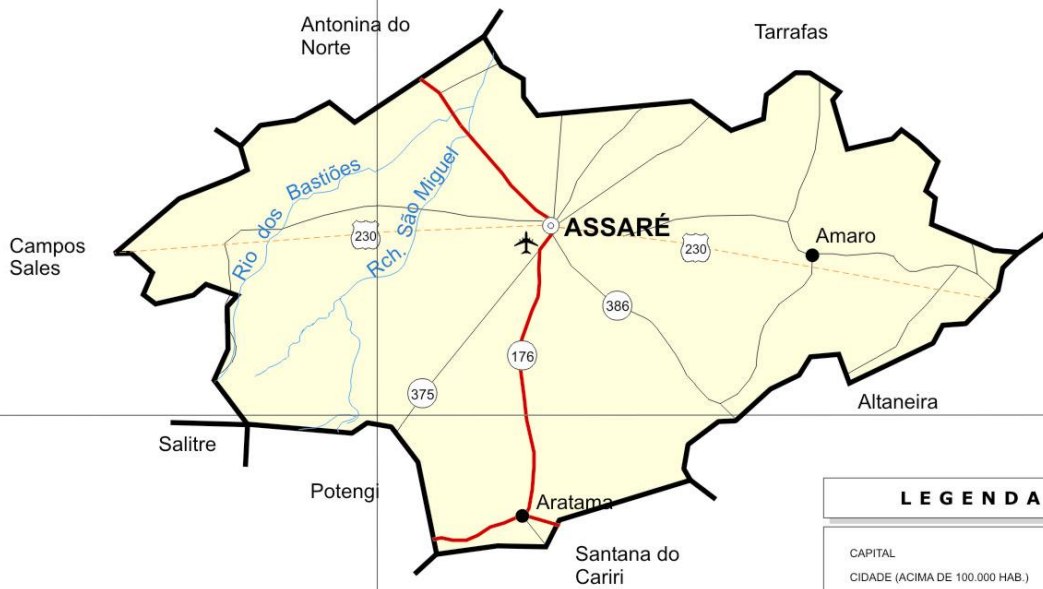 Antonina do
Norte
Tarrafas
Rio dos Bastiões
Rch. São Miguel
ASSARÉ
230
230
Amaro
Campos
Sales
386
176
375
Altaneira
Salitre
Potengi
Aratama
Santana do
Cariri
LEGENDA
CAPITAL
CIDADE (ACIMA DE 100.000 HAB.)